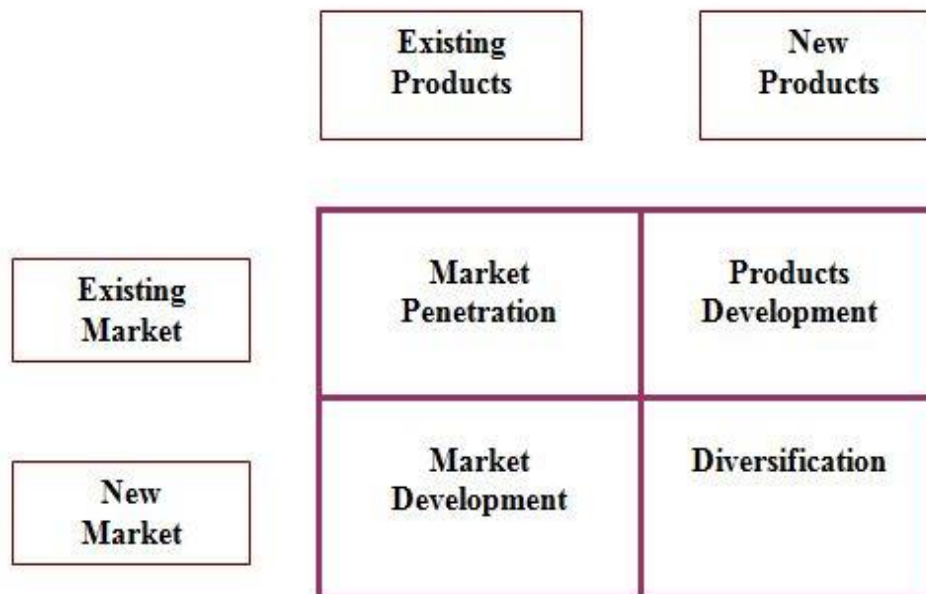 Existing
Products
New
Products
Existing
Market
Market
Penetration
Products
Development
New
Market
Market
Development
Diversification